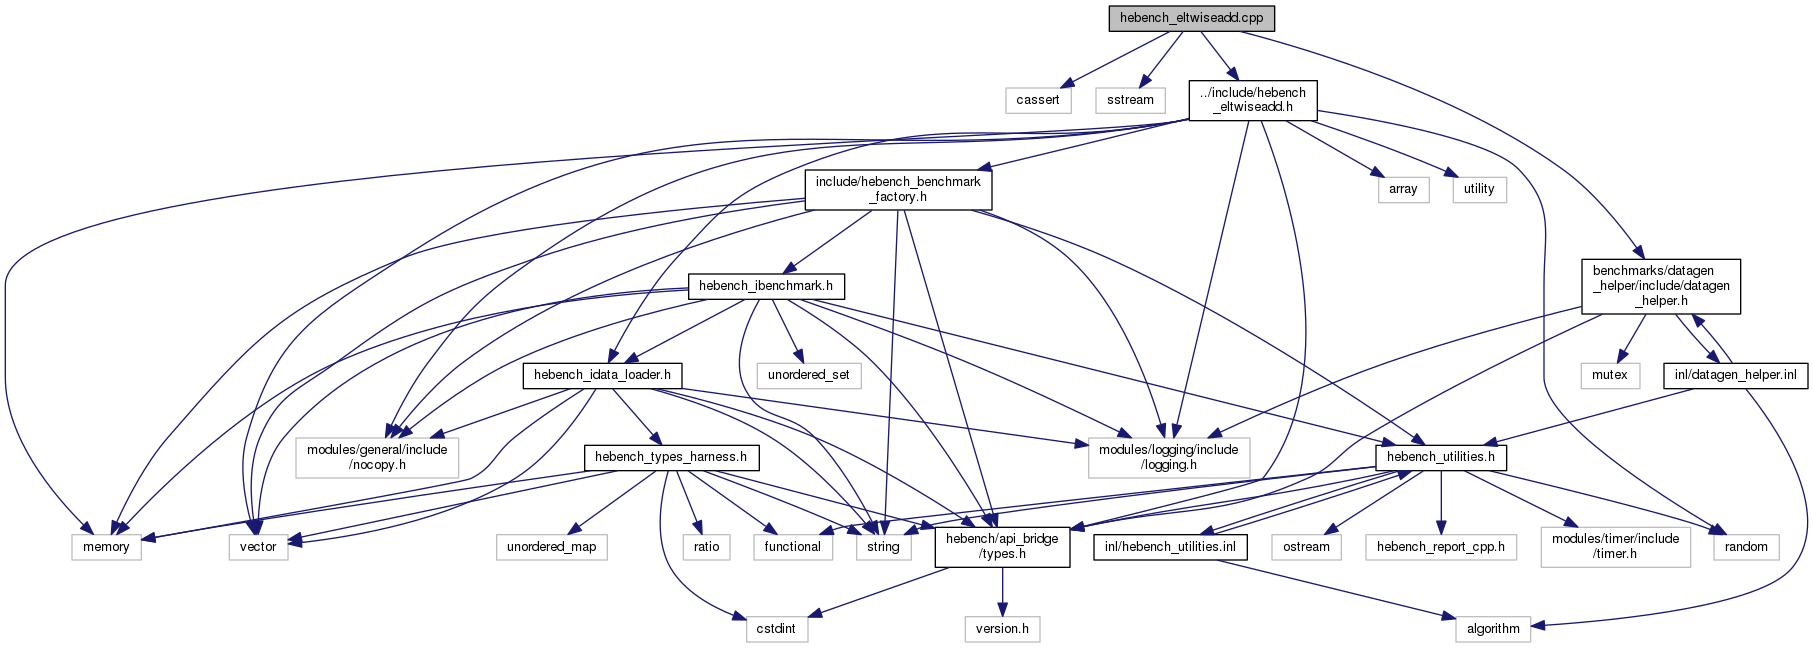 hebench_eltwiseadd.cpp
cassert
sstream
../include/hebench
_eltwiseadd.h
include/hebench_benchmark
_factory.h
array
utility
benchmarks/datagen
_helper/include/datagen
_helper.h
hebench_ibenchmark.h
hebench_idata_loader.h
unordered_set
mutex
inl/datagen_helper.inl
modules/general/include
/nocopy.h
hebench_types_harness.h
modules/logging/include
/logging.h
hebench_utilities.h
memory
vector
unordered_map
ratio
functional
string
hebench/api_bridge
/types.h
inl/hebench_utilities.inl
ostream
hebench_report_cpp.h
modules/timer/include
/timer.h
random
cstdint
version.h
algorithm